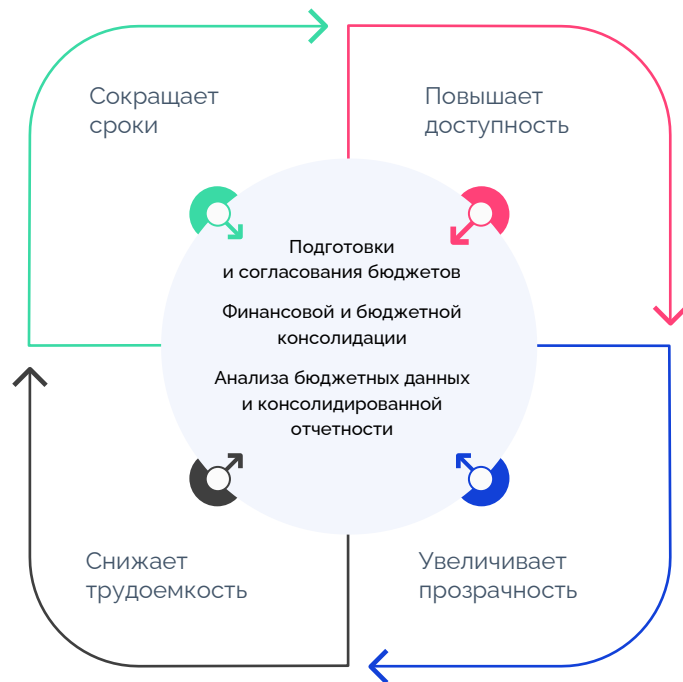 Сокращает
сроки
Повышает
доступность
Подготовки
и согласования бюджетов
Финансовой и бюджетной
консолидации
Анализа бюджетных данных
и консолидированной
отчетности
Снижает
трудоемкость
Увеличивает
прозрачность